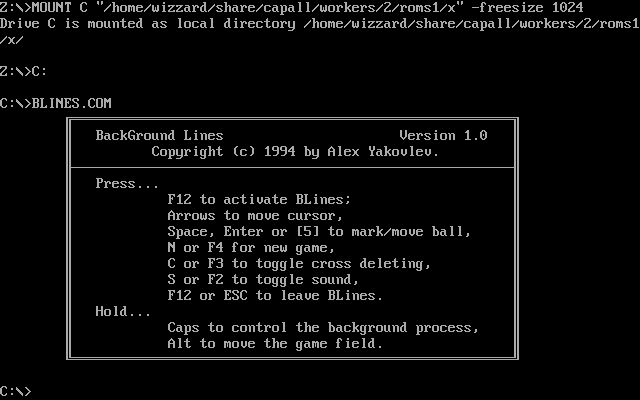 Z:\>MOUNT C "/home/wizzard/share/capall/workers/2/roms1/x" -freesize 1024
Drive C is mounted as local directory /home/wizzard/share/capall/workers/2/roms1
/x/
Z:\>C:
C:\>BLINES.COM
BackGround Lines Version 1.0
Copyright (c) 1994 by Alex Yakovlev.
Press...
F12 to activate BLines;
Arrows to move cursor,
Space, Enter or [5] to mark/move ball,
N or F4 for new game,
C or F3 to toggle cross deleting,
S or F2 to toggle sound,
F12 or ESC to leave BLines.
Hold...
Caps to control the background process,
Alt to move the game field.
C:\>